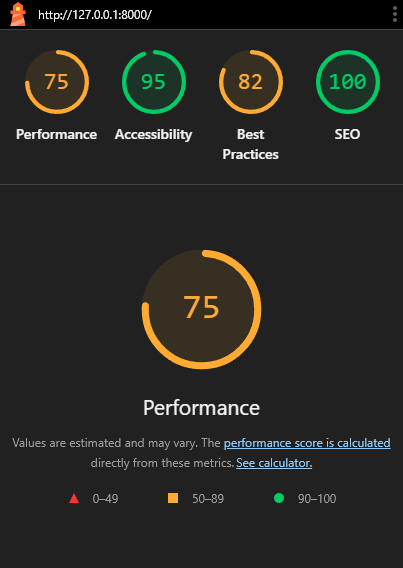 http://127.0.0.1:8000/
75 95 82 100
Performance Accessibility Best Practices SEO
75
Performance
Values are estimated and may vary. The performance score is calculated
directly from these metrics. See calculator.
0–49 50–89 90–100